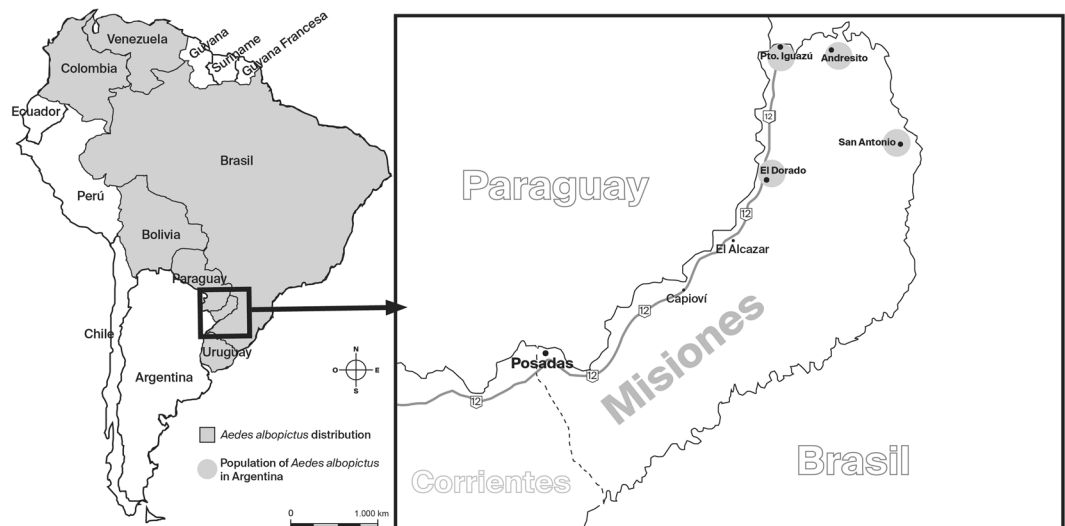 Venezuela
Guyana
Suriname
Guyana Francesa
Colombia
Ecuador
Brasil
Perú
Bolivia
Paraguay
Chile
Uruguay
Argentina
N
O
E
S
Aedes albopictus distribution
Population of Aedes albopictus
in Argentina
0
1.000 km
Pto. Iguazú
Andresito
12
San Antonio
El Dorado
Paraguay
12
El Alcazar
Capioví
12
Misiones
Posadas
12
12
Corrientes
Brasil